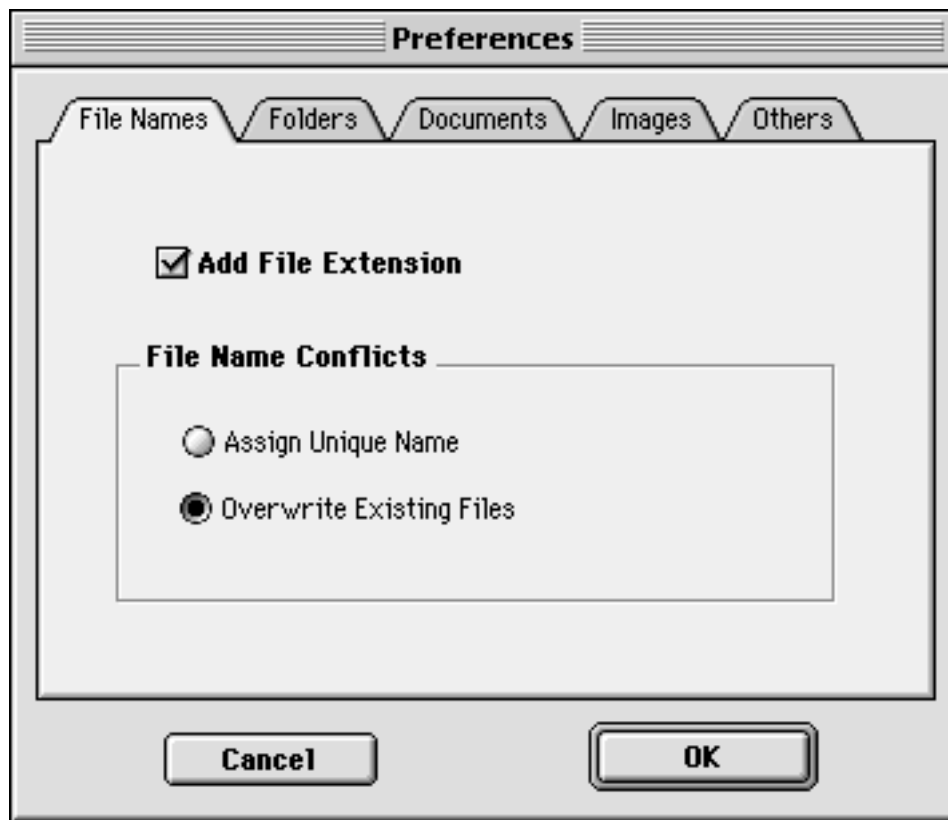 Preferences
File Names Folders Documents Images Others
Add File Extension
File Name Conflicts
Assign Unique Name
Overwrite Existing Files
Cancel OK